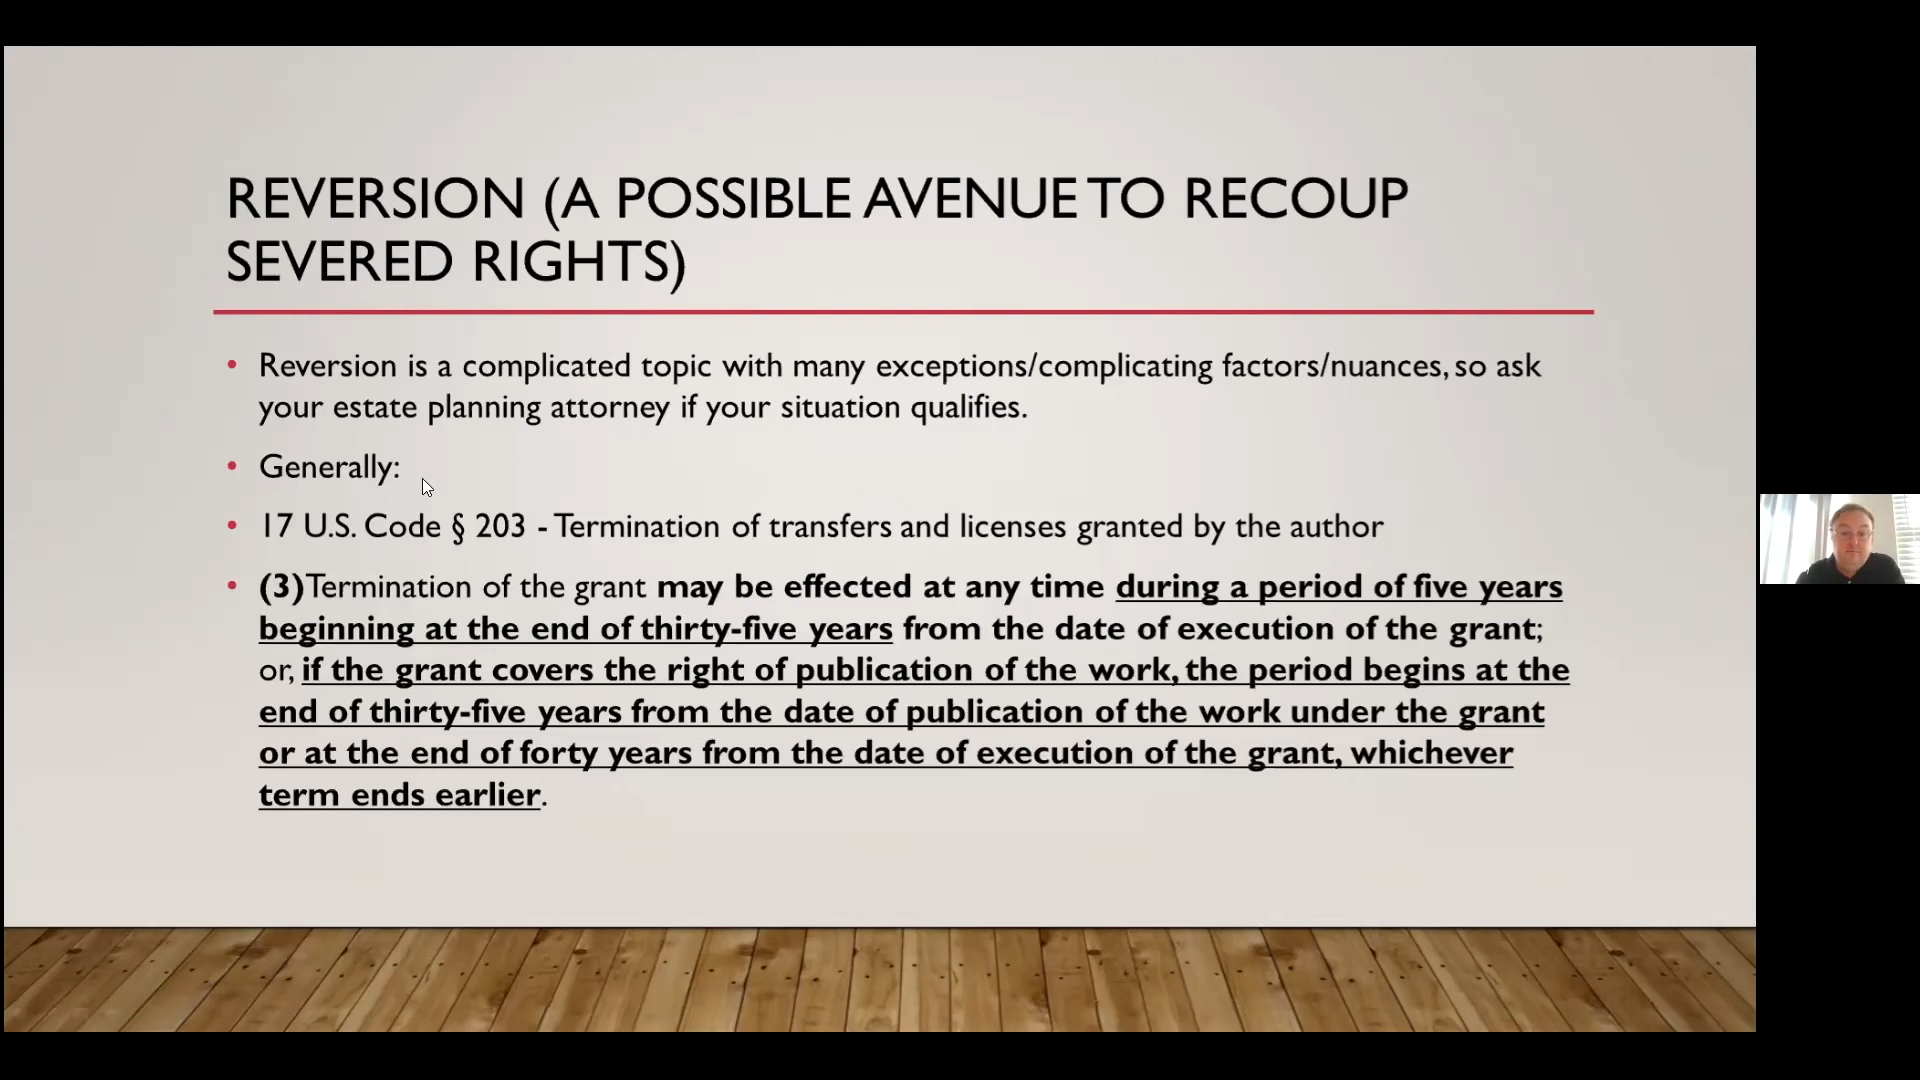 REVERSION (A POSSIBLE AVENUE TO RECOUP
SEVERED RIGHTS)
• Reversion is a complicated topic with many exceptions/complicating factors/nuances, so ask
your estate planning attorney if your situation qualifies.
• Generally:
• 17 U.S. Code § 203 - Termination of transfers and licenses granted by the author
• (3)Termination of the grant may be effected at any time during a period of five years
beginning at the end of thirty-five years from the date of execution of the grant;
or, if the grant covers the right of publication of the work, the period begins at the
end of thirty-five years from the date of publication of the work under the grant
or at the end of forty years from the date of execution of the grant, whichever
term ends earlier.